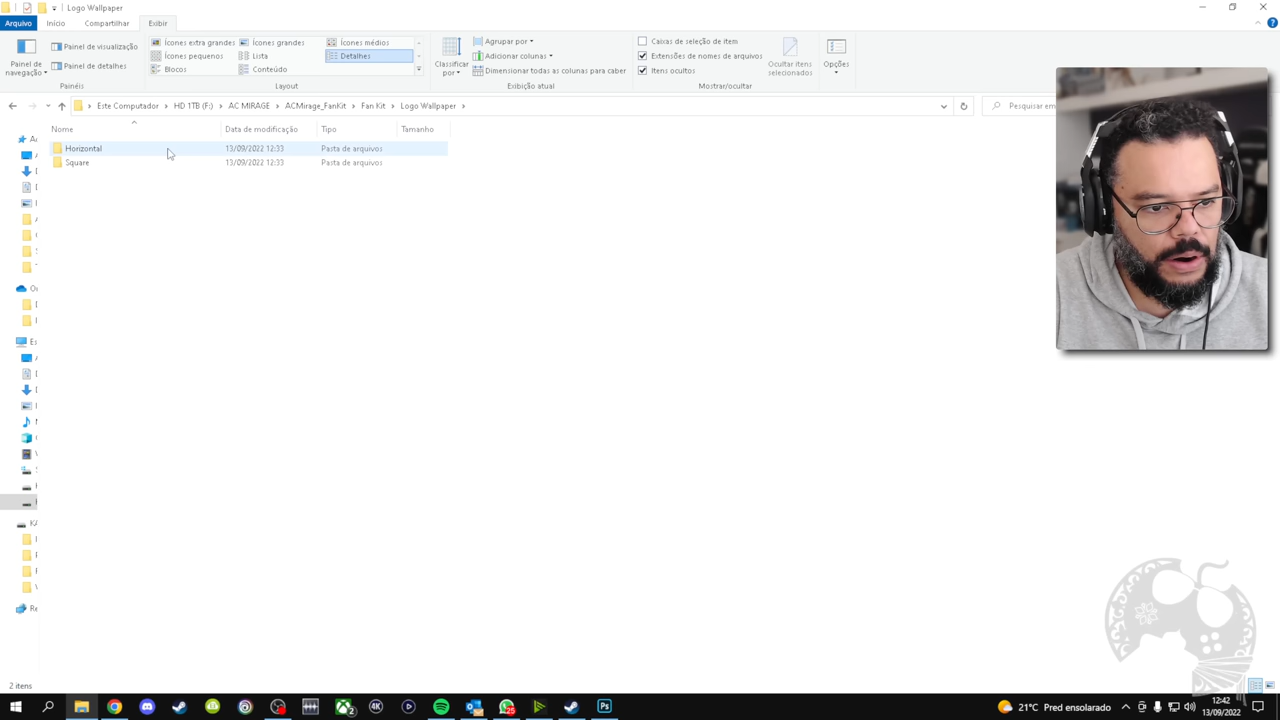 Logo Wallpaper
Arquivo Início Compartilhar Exibir
Painel de navegação
Painel de visualização
Painel de detalhes
Painéis
Ícones extra grandes Ícones grandes Ícones médios
Ícones pequenos Lista Detalhes
Blocos Conteúdo
Layout
Classificar por
Agrupar por
Adicionar colunas
Dimensionar todas as colunas para caber
Exibição atual
Caixas de seleção de item
Extensões de nomes de arquivos
Itens ocultos
Ocultar itens selecionados
Mostrar/ocultar
Opções
Este Computador HD 1TB (F:) AC MIRAGE ACMirage_FanKit Fan Kit Logo Wallpaper
Pesquisar em
Nome Data de modificação Tipo Tamanho
Horizontal 13/09/2022 12:33 Pasta de arquivos
Square 13/09/2022 12:33 Pasta de arquivos
2 itens
21°C Pred ensolarado
12:42
13/09/2022